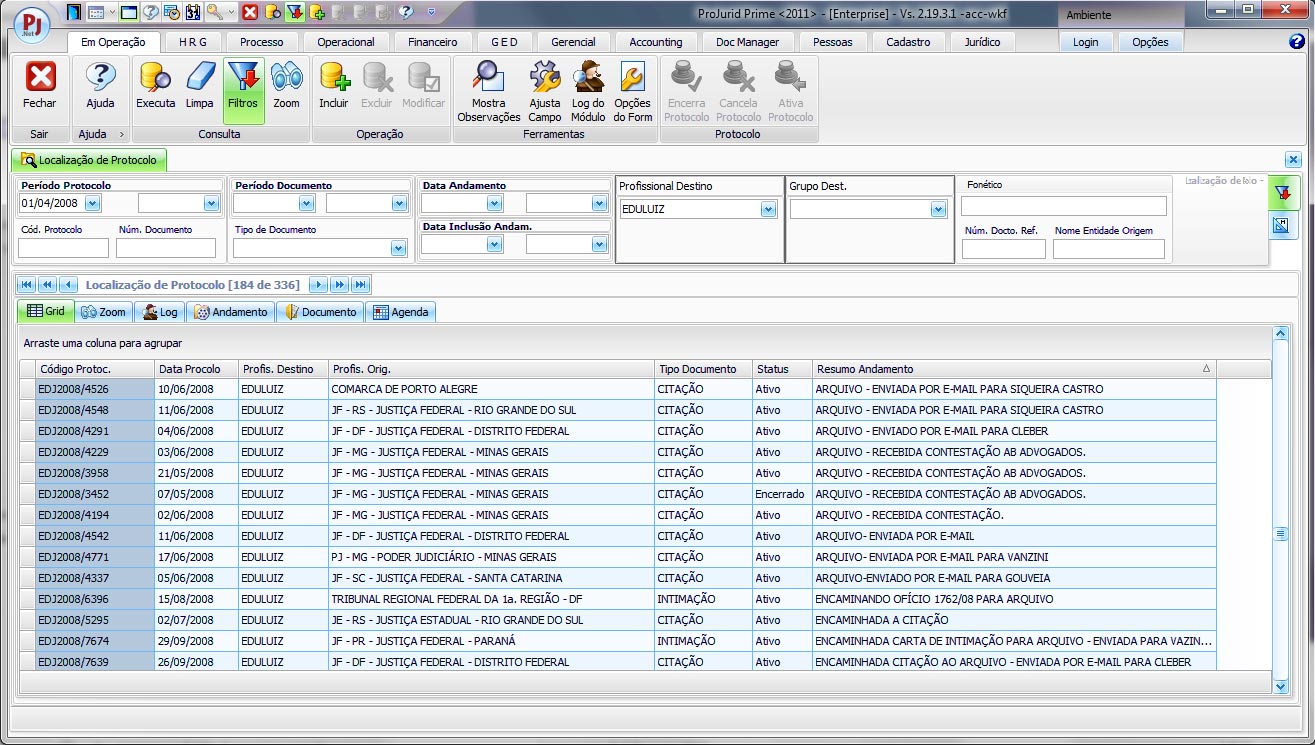 ProJurid Prime <2011> - [Enterprise] - Vs. 2.19.3.1 -acc-wkf
Ambiente
PJ
.Net
Em Operação H R G Processo Operacional Financeiro G E D Gerencial Accounting Doc Manager Pessoas Cadastro Jurídico Login Opções
Fechar Ajuda Executa Limpa Filtros Zoom Incluir Excluir Modificar Mostra Observações Ajusta Campo Log do Módulo Opções do Form Encerra Protocolo Cancela Protocolo Ativa Protocolo
Sair Ajuda Consulta Operação Ferramentas Protocolo
Localização de Protocolo
Período Protocolo Período Documento Data Andamento Profissional Destino Grupo Dest. Fonético
01/04/2008 EDULUIZ
Cód. Protocolo Núm. Documento Tipo de Documento Data Inclusão Andam. Núm. Docto. Ref. Nome Entidade Origem
Localização de Protocolo [184 de 336]
Grid Zoom Log Andamento Documento Agenda
Arraste uma coluna para agrupar
Código Protoc. Data Procolo Profis. Destino Profis. Orig. Tipo Documento Status Resumo Andamento
EDJ2008/4526 10/06/2008 EDULUIZ COMARCA DE PORTO ALEGRE CITAÇÃO Ativo ARQUIVO - ENVIADA POR E-MAIL PARA SIQUEIRA CASTRO
EDJ2008/4548 11/06/2008 EDULUIZ JF - RS - JUSTIÇA FEDERAL - RIO GRANDE DO SUL CITAÇÃO Ativo ARQUIVO - ENVIADA POR E-MAIL PARA SIQUEIRA CASTRO
EDJ2008/4291 04/06/2008 EDULUIZ JF - DF - JUSTIÇA FEDERAL - DISTRITO FEDERAL CITAÇÃO Ativo ARQUIVO - ENVIADO POR E-MAIL PARA CLEBER
EDJ2008/4229 03/06/2008 EDULUIZ JF - MG - JUSTIÇA FEDERAL - MINAS GERAIS CITAÇÃO Ativo ARQUIVO - RECEBIDA CONTESTAÇÃO AB ADVOGADOS.
EDJ2008/3958 21/05/2008 EDULUIZ JF - MG - JUSTIÇA FEDERAL - MINAS GERAIS CITAÇÃO Ativo ARQUIVO - RECEBIDA CONTESTAÇÃO AB ADVOGADOS.
EDJ2008/3452 07/05/2008 EDULUIZ JF - MG - JUSTIÇA FEDERAL - MINAS GERAIS CITAÇÃO Encerrado ARQUIVO - RECEBIDA CONTESTAÇÃO AB ADVOGADOS.
EDJ2008/4194 02/06/2008 EDULUIZ JF - MG - JUSTIÇA FEDERAL - MINAS GERAIS CITAÇÃO Ativo ARQUIVO - RECEBIDA CONTESTAÇÃO.
EDJ2008/4542 11/06/2008 EDULUIZ JF - DF - JUSTIÇA FEDERAL - DISTRITO FEDERAL CITAÇÃO Ativo ARQUIVO- ENVIADA POR E-MAIL
EDJ2008/4771 17/06/2008 EDULUIZ PJ - MG - PODER JUDICIÁRIO - MINAS GERAIS CITAÇÃO Ativo ARQUIVO- ENVIADA POR E-MAIL PARA VANZINI
EDJ2008/4337 05/06/2008 EDULUIZ JF - SC - JUSTIÇA FEDERAL - SANTA CATARINA CITAÇÃO Ativo ARQUIVO-ENVIADO POR E-MAIL PARA GOUVEIA
EDJ2008/6396 15/08/2008 EDULUIZ TRIBUNAL REGIONAL FEDERAL DA 1a. REGIÃO - DF INTIMAÇÃO Ativo ENCAMINANDO OFÍCIO 1762/08 PARA ARQUIVO
EDJ2008/5295 02/07/2008 EDULUIZ JE - RS - JUSTIÇA ESTADUAL - RIO GRANDE DO SUL CITAÇÃO Ativo ENCAMINHADA A CITAÇÃO
EDJ2008/7674 29/09/2008 EDULUIZ JF - PR - JUSTIÇA FEDERAL - PARANÁ INTIMAÇÃO Ativo ENCAMINHADA CARTA DE INTIMAÇÃO PARA ARQUIVO - ENVIADA PARA VAZIN...
EDJ2008/7639 26/09/2008 EDULUIZ JF - DF - JUSTIÇA FEDERAL - DISTRITO FEDERAL CITAÇÃO Ativo ENCAMINHADA CITAÇÃO AO ARQUIVO - ENVIADA POR E-MAIL PARA CLEBER